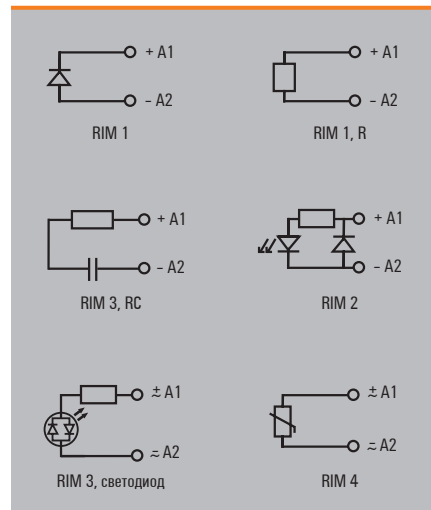 + A1
+ A1
– A2
– A2
RIM 1
RIM 1, R
+ A1
+ A1
– A2
– A2
RIM 3, RC
RIM 2
± A1
± A1
≂ A2
≂ A2
RIM 3, светодиод
RIM 4